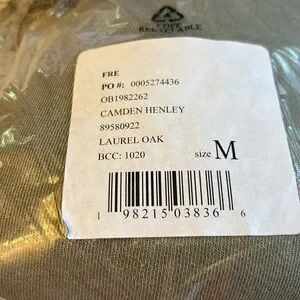 RECYCLABLE
FRE
PO #: 0005274436
OB1982262
CAMDEN HENLEY
89580922
LAUREL OAK
BCC: 1020 size M
1 98215 03836 6